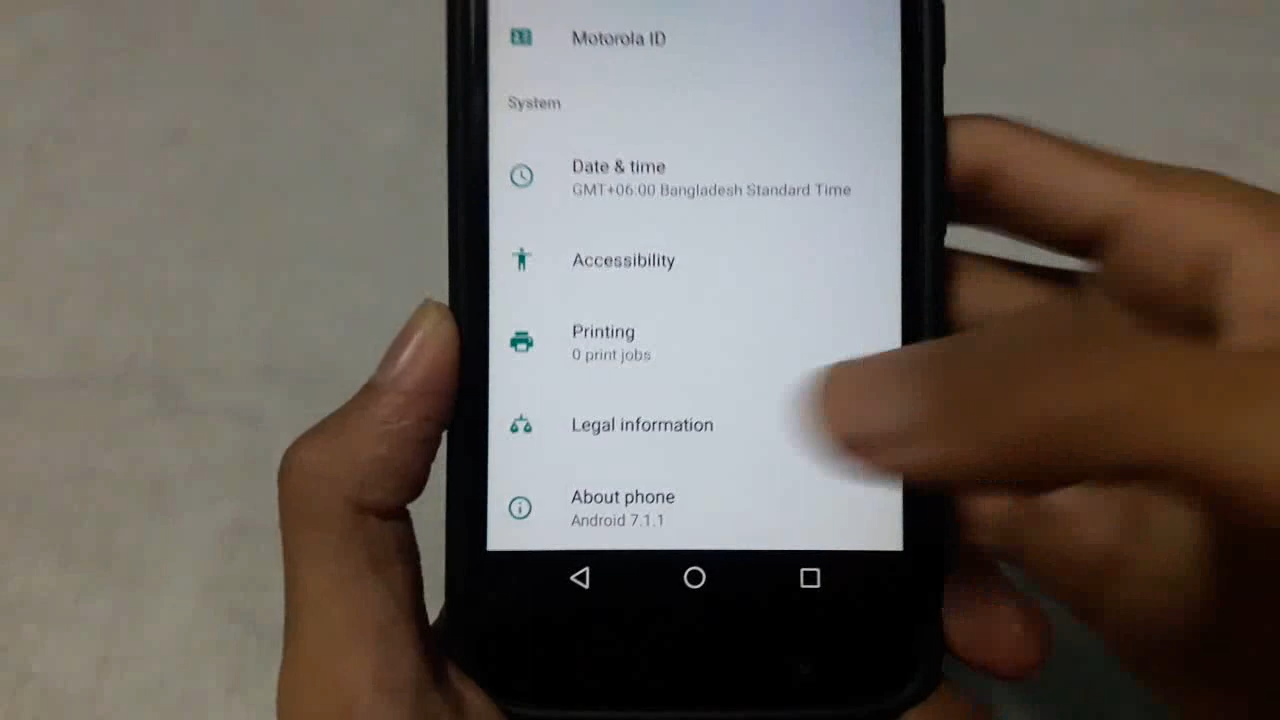 Motorola ID
System
Date & time
GMT+06:00 Bangladesh Standard Time
Accessibility
Printing
0 print jobs
Legal information
About phone
Android 7.1.1